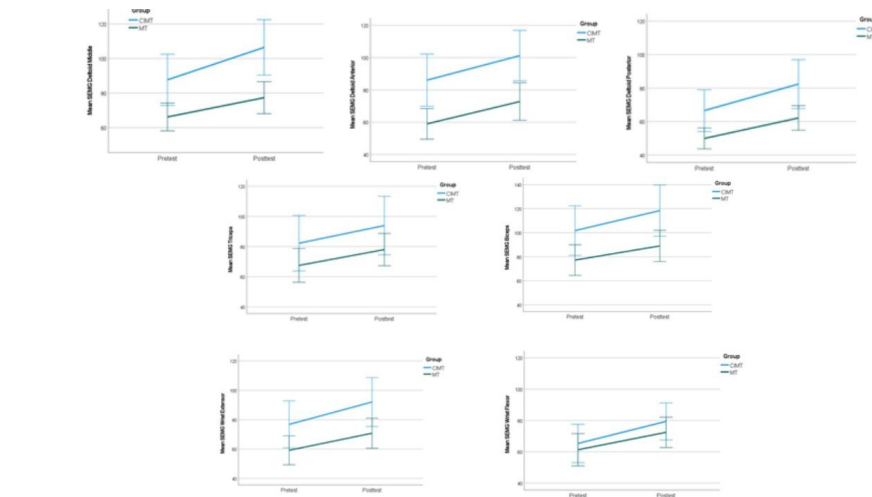 Group
CIMT
MT
Mean SEMG Deltoid Middle
120
100
80
60
Pretest
Posttest
Mean SEMG Deltoid Anterior
120
100
80
60
40
Pretest
Posttest
Group
CIMT
MT
Mean SEMG Deltoid Posterior
120
100
80
60
40
Pretest
Posttest
Grou
CI
MT
Mean SEMG Triceps
120
100
80
60
40
Pretest
Posttest
Group
CIMT
MT
Mean SEMG Biceps
140
120
100
80
60
40
Pretest
Posttest
Group
CIMT
MT
Mean SEMG Wrist Extensor
120
100
80
60
40
Pretest
Posttest
Group
CIMT
MT
Mean SEMG Wrist Flexor
120
100
80
60
40
Pretest
Posttest
Group
CIMT
MT